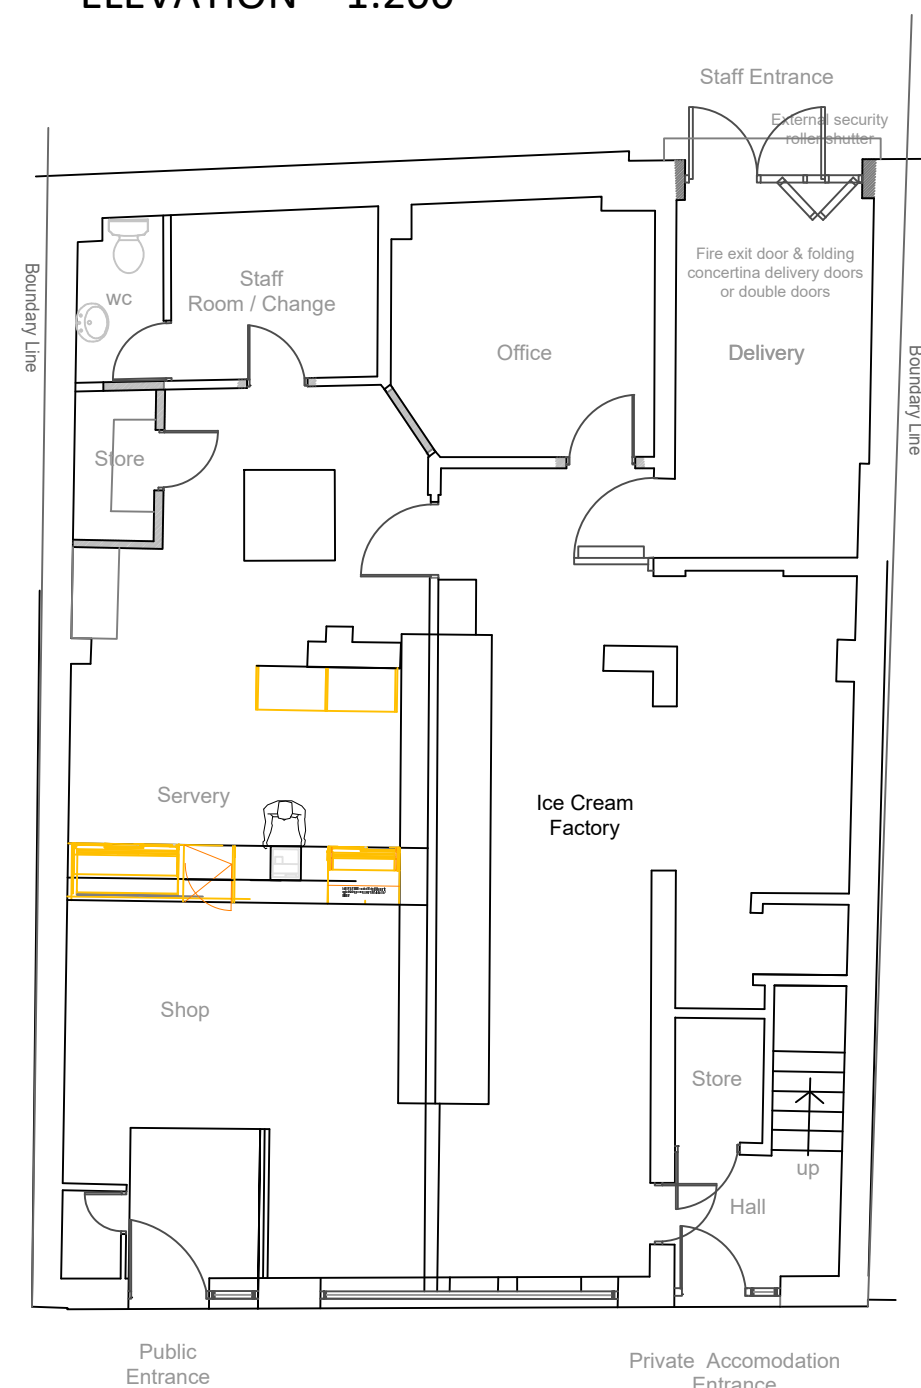 ELEVATION 1:200
Staff Entrance
External security
roller shutter
Fire exit door & folding
concertina delivery doors
or double doors
Delivery
Boundary Line
Boundary Line
WC
Staff
Room / Change
Office
Store
Servery
Ice Cream
Factory
Shop
Store
up
Hall
Public
Entrance
Private Accomodation
Entrance